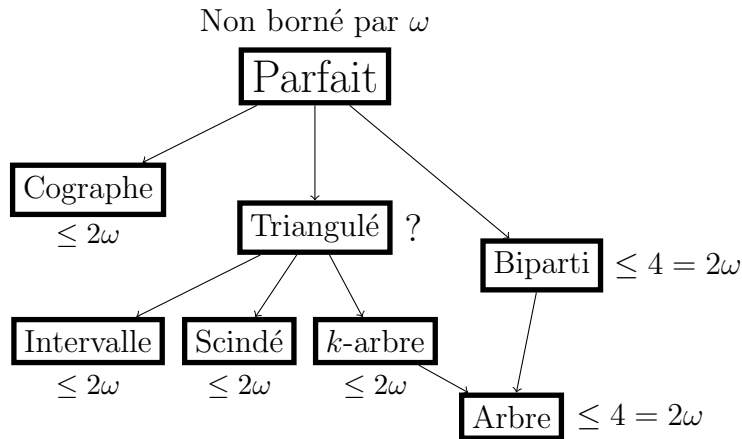 Non borné par ω
Parfait
Cographe
≤ 2ω
Triangulé ?
Biparti ≤ 4 = 2ω
Intervalle
≤ 2ω
Scindé
≤ 2ω
k-arbre
≤ 2ω
Arbre ≤ 4 = 2ω